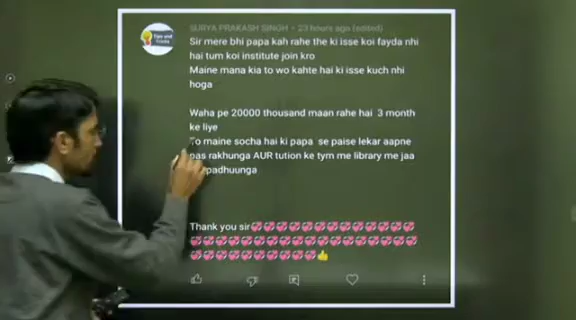 SURYA PRAKASH SINGH • 23 hours ago (edited)
Sir mere bhi papa kah rahe the ki isse koi fayda nhi
hai tum koi institute join kro
Maine mana kia to wo kahte hai ki isse kuch nhi
hoga
Waha pe 20000 thousand maan rahe hai 3 month
ke liye
To maine socha hai ki papa se paise lekar aapne
pas rakhunga AUR tution ke tym me library me jaa
padhuunga
Thank you sir💞💞💞💞💞💞💞💞💞💞💞💞💞
💞💞💞💞💞💞💞💞💞💞💞💞💞💞💞💞💞💞
💞💞💞💞💞💞💞💞💞💞👍